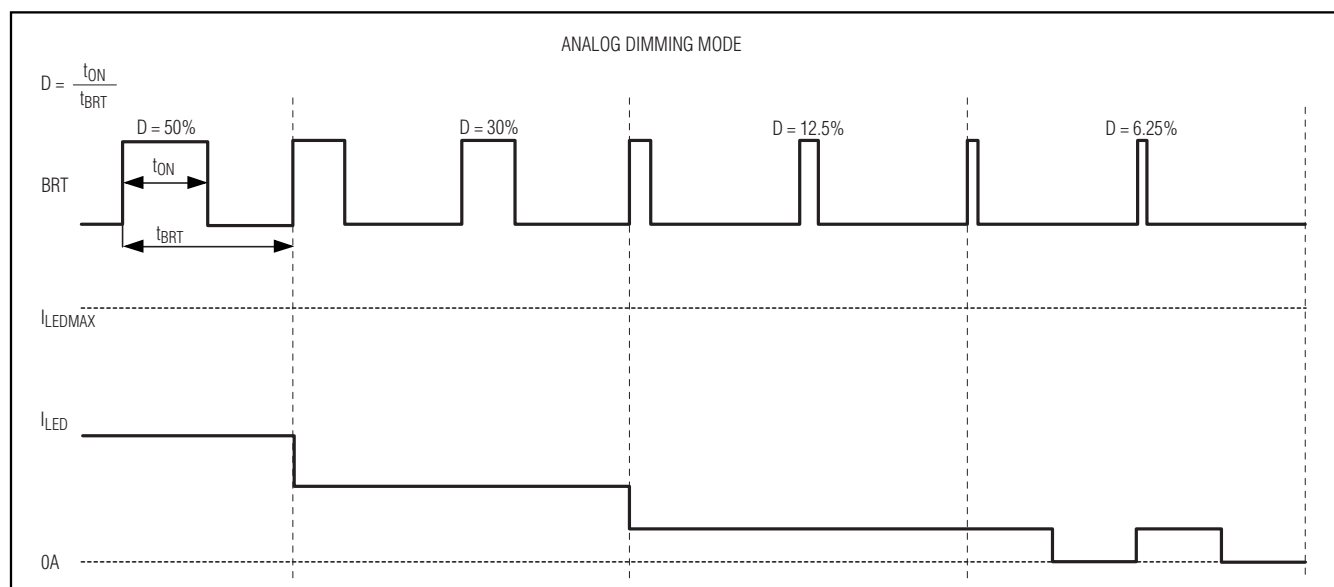 ANALOG DIMMING MODE
D = tON / tBRT
D = 50%
D = 30%
D = 12.5%
D = 6.25%
tON
BRT
tBRT
ILEDMAX
ILED
0A